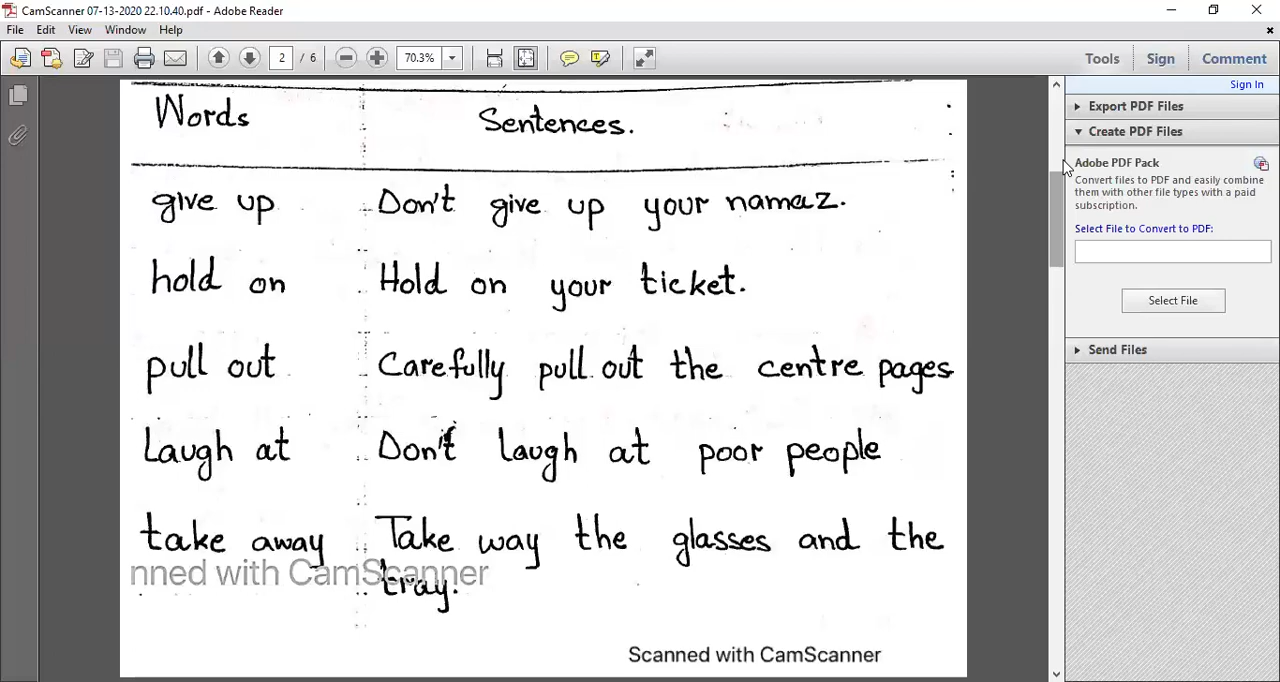 CamScanner 07-13-2020 22.10.40.pdf - Adobe Reader
File Edit View Window Help
2 / 6 70.3% Tools Sign Comment
Sign In
Export PDF Files
Create PDF Files
Adobe PDF Pack
Convert files to PDF and easily combine
them with other file types with a paid
subscription.
Select File to Convert to PDF:
Select File
Send Files
Words Sentences.
give up Don't give up your namaz.
hold on Hold on your ticket.
pull out Carefully pull out the centre pages
Laugh at Don't laugh at poor people
take away Take way the glasses and the
tray.
nned with CamScanner
Scanned with CamScanner